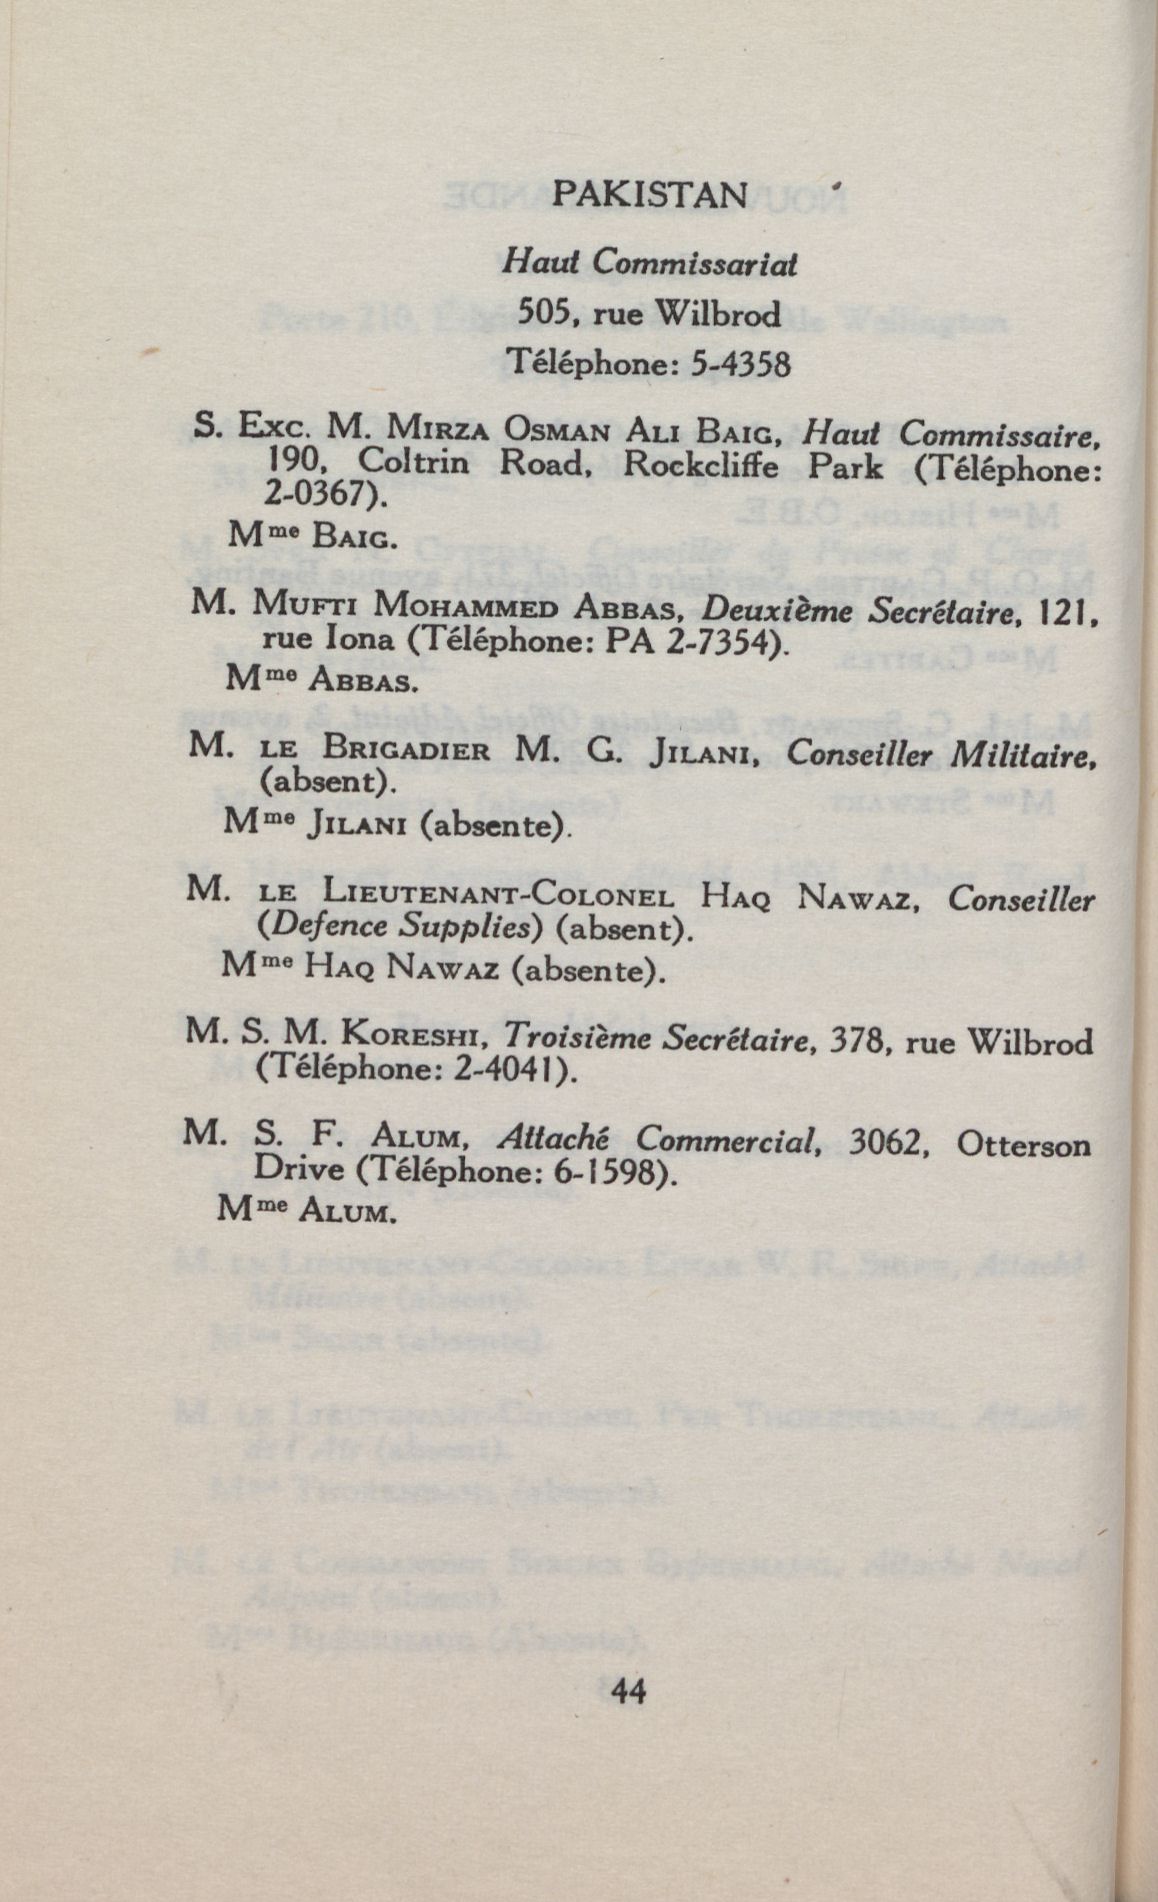 PAKISTAN
Haut Commissariat
505, rue Wilbrod
Téléphone: 5-4358
S. Exc. M. Mirza Osman Ali Baig, Haut Commissaire,
190, Coltrin Road, Rockcliffe Park (Téléphone:
2-0367).
Mme Baig.
M. Mufti Mohammed Abbas, Deuxième Secrétaire, 121,
rue Iona (Téléphone: PA 2-7354).
Mme Abbas.
M. le Brigadier M. G. Jilani, Conseiller Militaire,
(absent).
Mme Jilani (absente).
M. le Lieutenant-Colonel Haq Nawaz, Conseiller
(Defence Supplies) (absent).
Mme Haq Nawaz (absente).
M. S. M. Koreshi, Troisième Secrétaire, 378, rue Wilbrod
(Téléphone: 2-4041).
M. S. F. Alum, Attaché Commercial, 3062, Otterson
Drive (Téléphone: 6-1598).
Mme Alum.
44